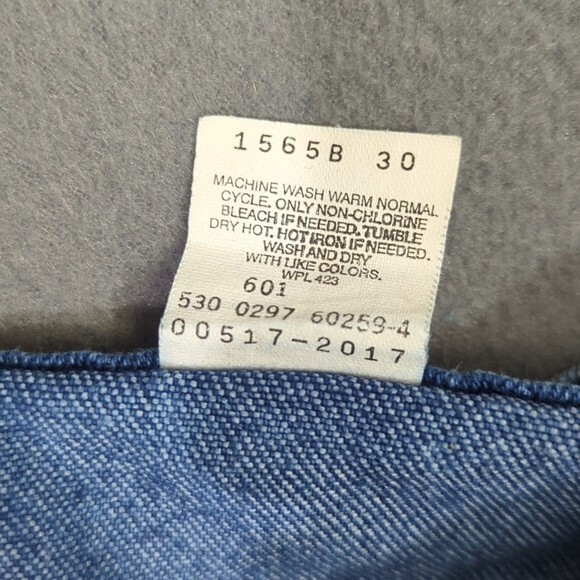 1565B 30
MACHINE WASH WARM NORMAL
CYCLE. ONLY NON-CHLORINE
BLEACH IF NEEDED. TUMBLE
DRY HOT. HOT IRON IF NEEDED.
WASH AND DRY
WITH LIKE COLORS.
WPL 423
601
530 0297 60259-4
00517-2017